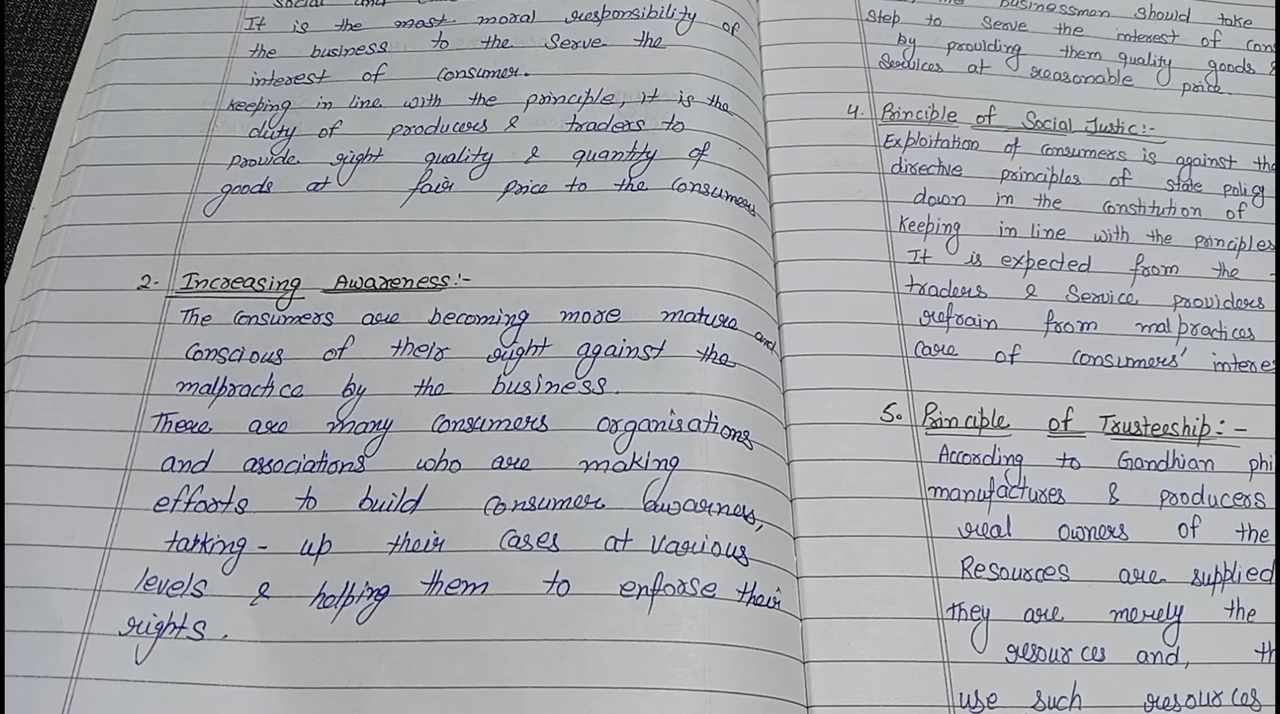 It is the most moral responsibility of
the business to the Serve the
interest of consumer.
Keeping in line with the principle, it is the
duty of producers & traders to
provide right quality & quantity of
goods at fair price to the consumers
2. Increasing Awareness:-
The consumers are becoming more mature and
conscious of their right against the
malpractice by the business.
There are many consumers organisations
and associations who are making
efforts to build consumer awarness,
tarking - up their cases at various
levels & helping them to enforse their
rights.
businessman should take
step to serve the interest of con
by providing them quality goods &
Services at reasonable price.
4. Principle of Social Justic:-
Exploitation of consumers is against the
directive principles of state policy
down in the constitution of
Keeping in line with the principles
It is expected from the
traders & Service providers
refrain from malpractices
care of consumers' interes
5. Principle of Trusteeship:-
According to Gandhian phi
manufactures & producers
real owners of the
Resources are supplied
They are merely the
resources and, th
use such resources